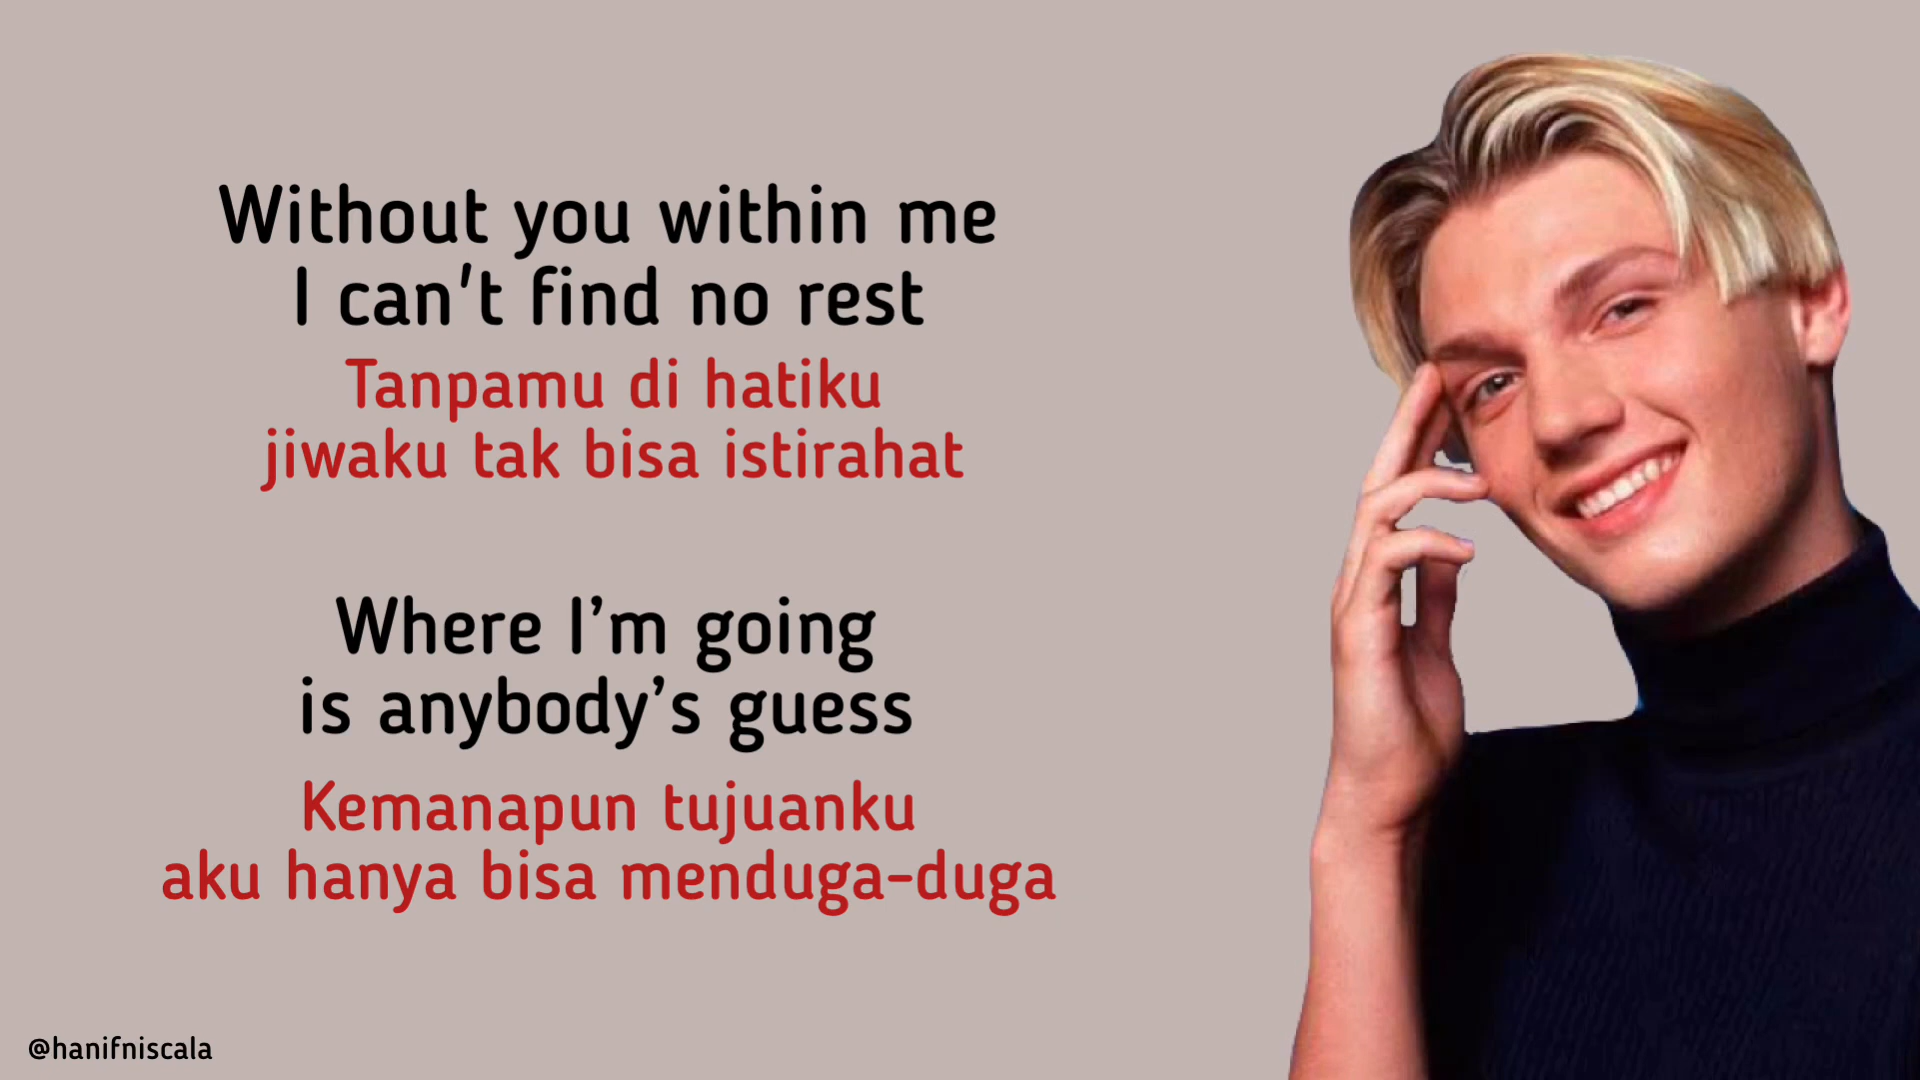 Without you within me
I can't find no rest
Tanpamu di hatiku
jiwaku tak bisa istirahat
Where I’m going
is anybody’s guess
Kemanapun tujuanku
aku hanya bisa menduga-duga
@hanifniscala